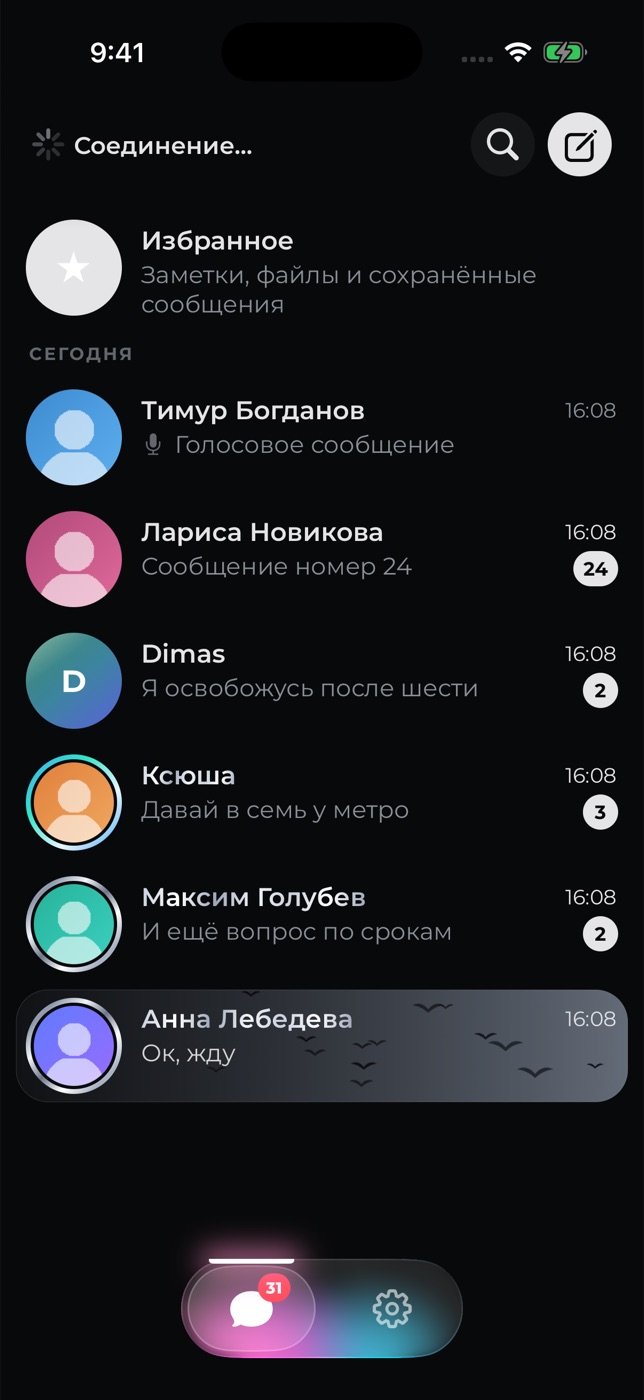 9:41
Соединение...
Избранное
Заметки, файлы и сохранённые
сообщения
СЕГОДНЯ
Тимур Богданов 16:08
Голосовое сообщение
Лариса Новикова 16:08
Сообщение номер 24 24
D
Dimas 16:08
Я освобожусь после шести 2
Ксюша 16:08
Давай в семь у метро 3
Максим Голубев 16:08
И ещё вопрос по срокам 2
Анна Лебедева 16:08
Ок, жду
31